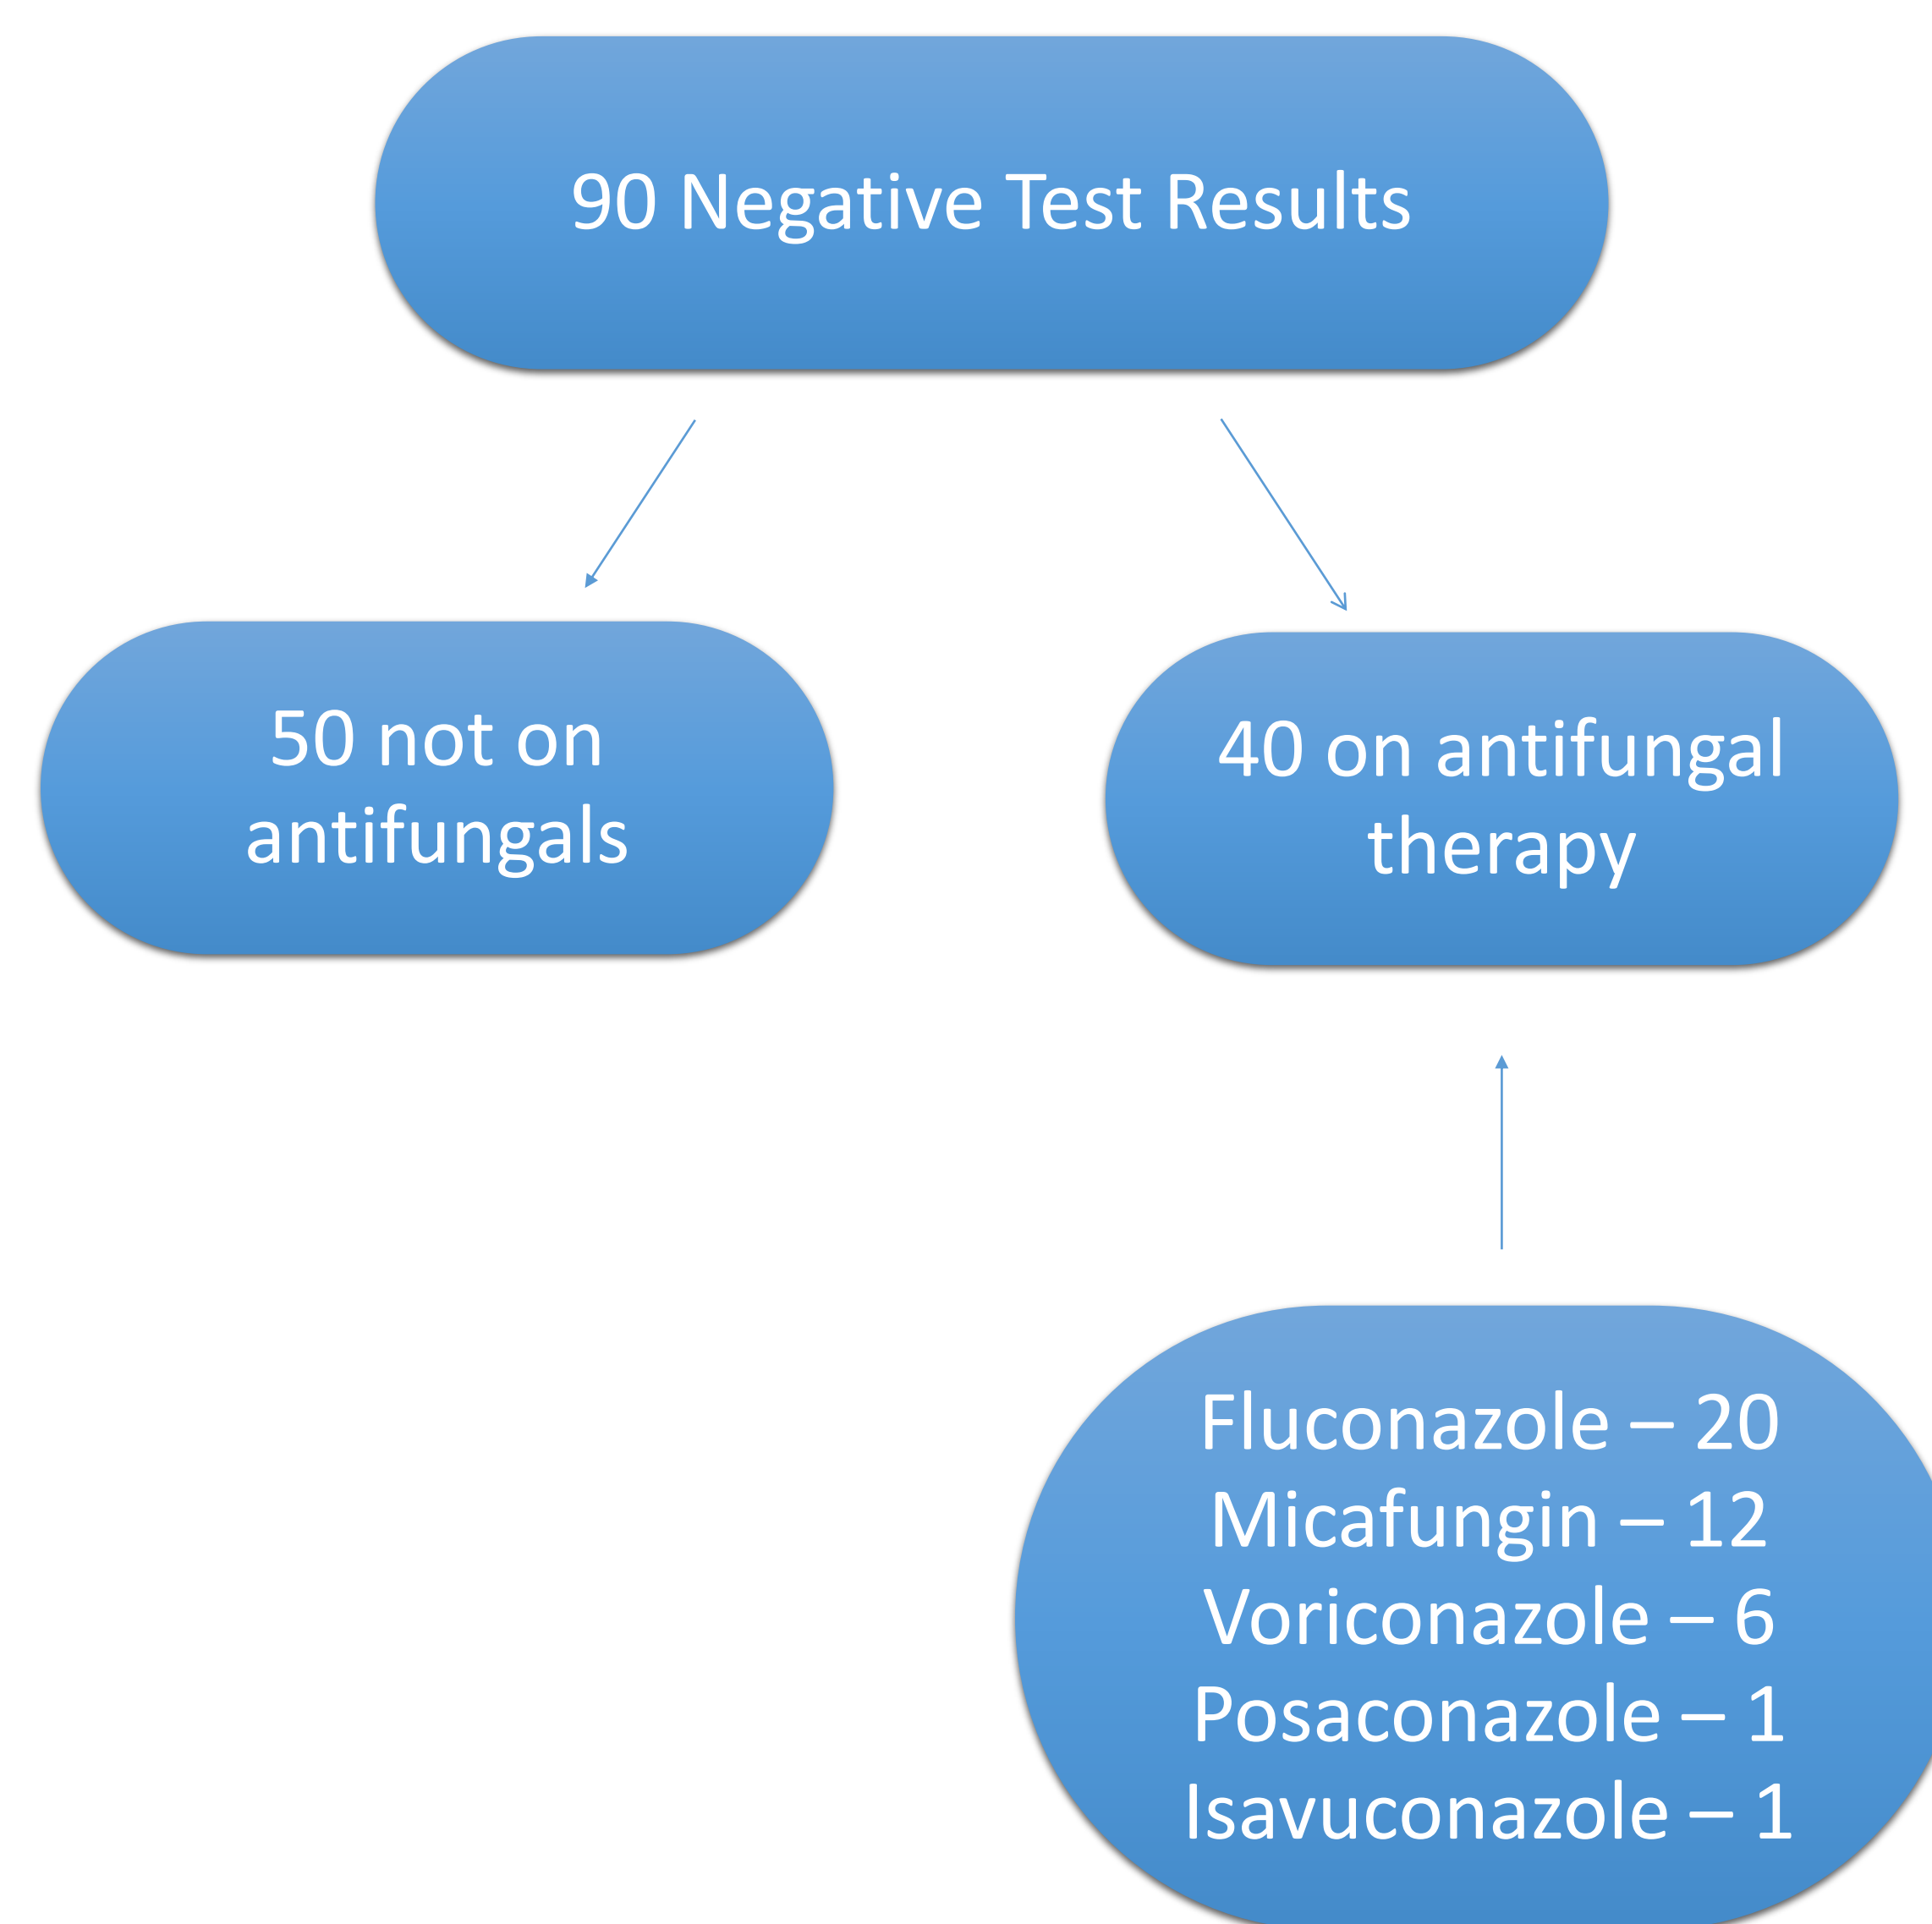 90 Negative Test Results
50 not on
antifungals
40 on antifungal
therapy
Fluconazole – 20
Micafungin – 12
Voriconazole – 6
Posaconazole – 1
Isavuconazole – 1